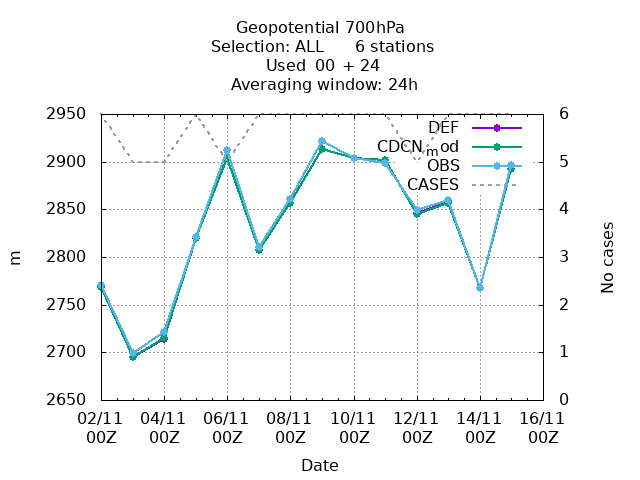 Geopotential 700hPa
Selection: ALL 6 stations
Used 00 + 24
Averaging window: 24h
2950
2900
2850
2800
2750
2700
2650
m
6
5
4
3
2
1
0
No cases
DEF
CDCN_mod
OBS
CASES
02/11 04/11 06/11 08/11 10/11 12/11 14/11 16/11
00Z 00Z 00Z 00Z 00Z 00Z 00Z 00Z
Date